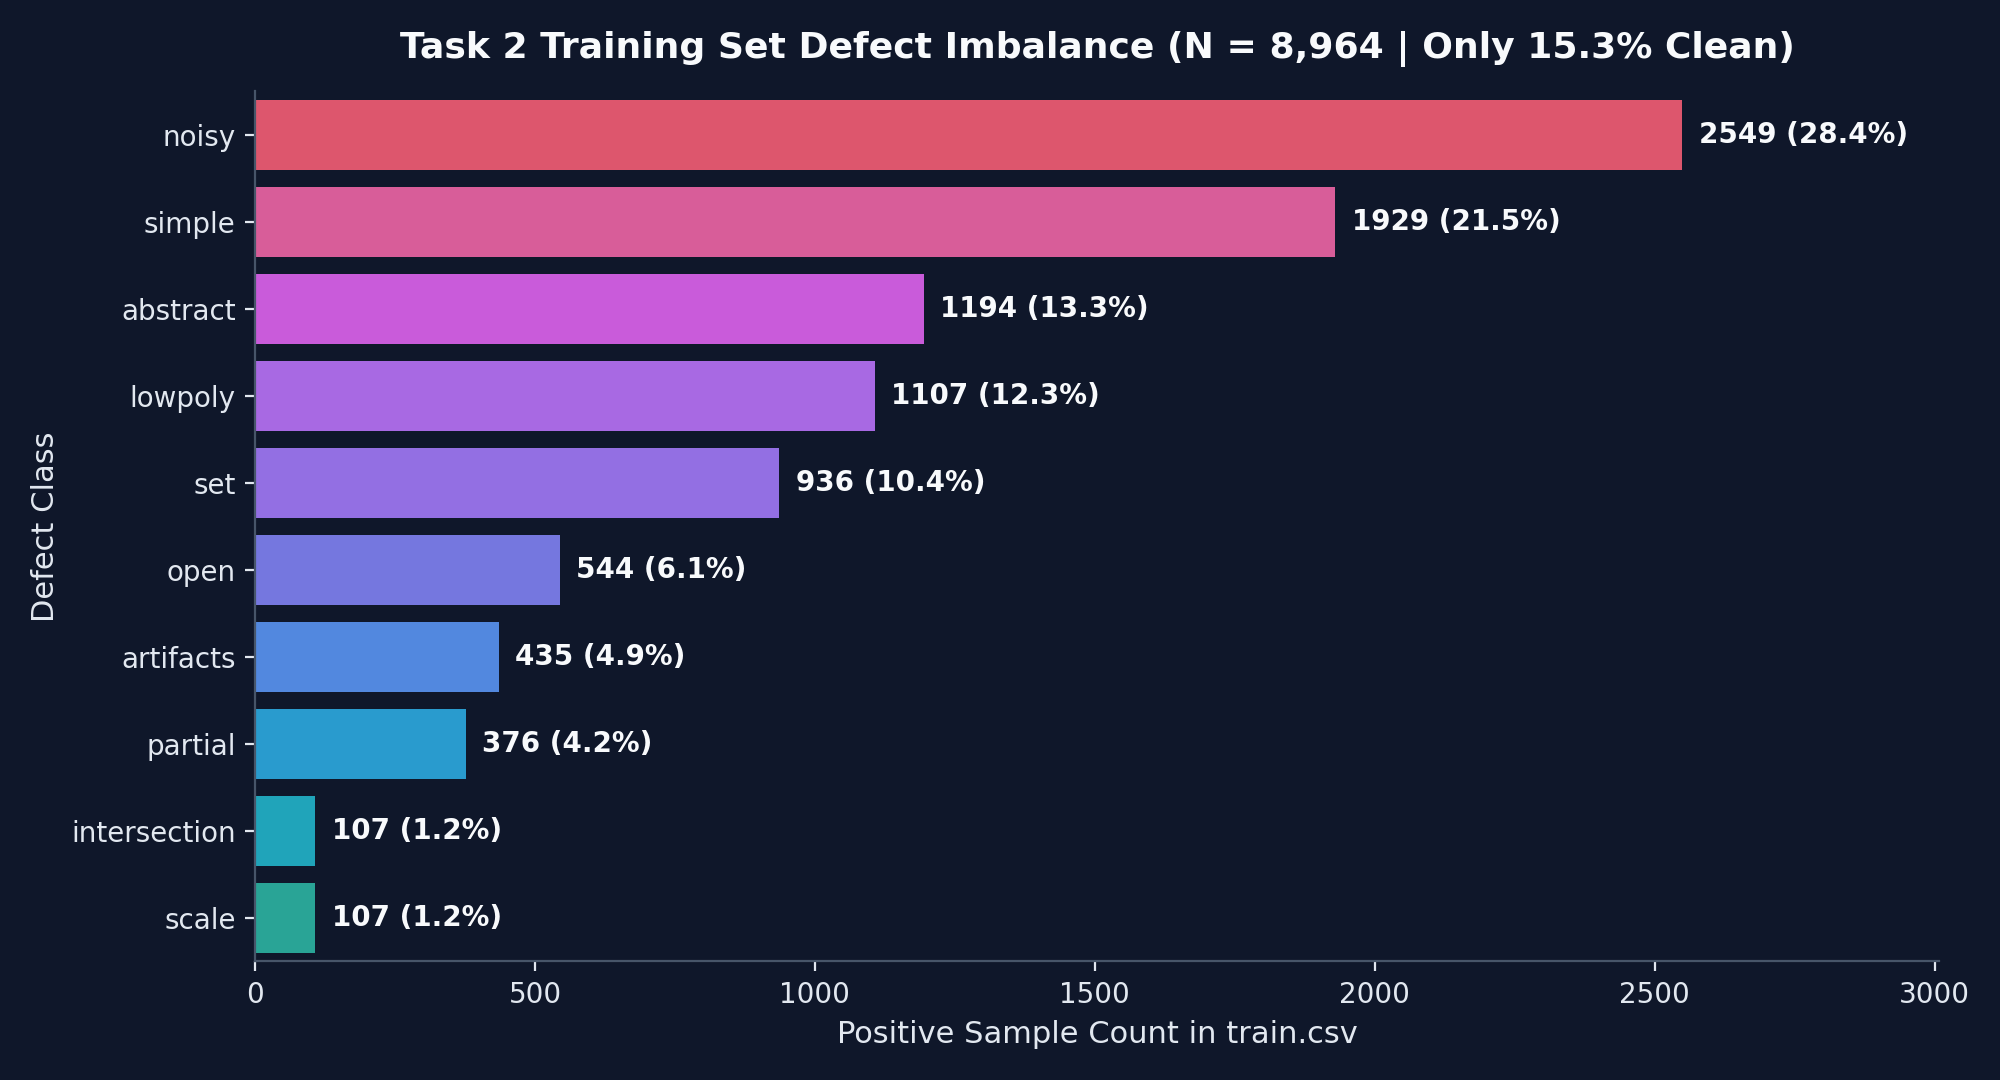 Task 2 Training Set Defect Imbalance (N = 8,964 | Only 15.3% Clean)
Defect Class
noisy 2549 (28.4%)
simple 1929 (21.5%)
abstract 1194 (13.3%)
lowpoly 1107 (12.3%)
set 936 (10.4%)
open 544 (6.1%)
artifacts 435 (4.9%)
partial 376 (4.2%)
intersection 107 (1.2%)
scale 107 (1.2%)
0 500 1000 1500 2000 2500 3000
Positive Sample Count in train.csv